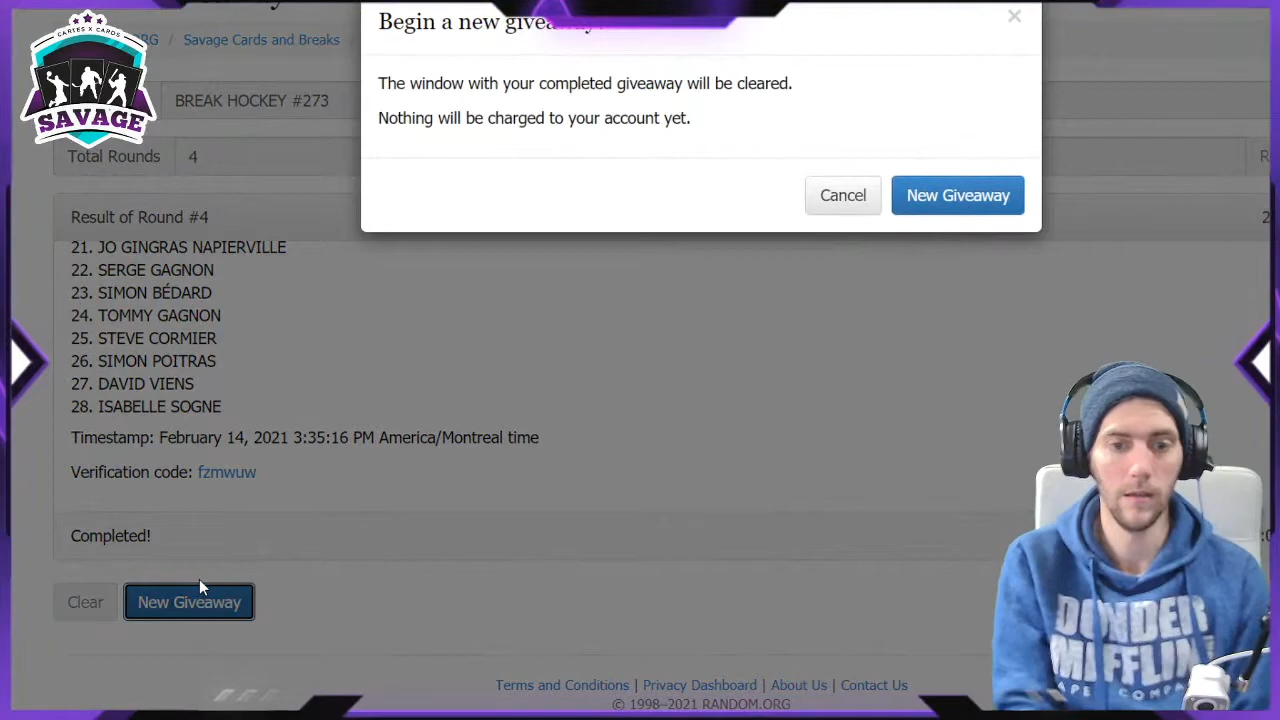 Begin a new
×
The window with your completed giveaway will be cleared.
Nothing will be charged to your account yet.
Cancel
New Giveaway
CARTES X CARDS
SAVAGE
ORG
Savage Cards and Breaks
BREAK HOCKEY #273
Total Rounds
4
R
Result of Round #4
2
21. JO GINGRAS NAPIERVILLE
22. SERGE GAGNON
23. SIMON BÉDARD
24. TOMMY GAGNON
25. STEVE CORMIER
26. SIMON POITRAS
27. DAVID VIENS
28. ISABELLE SOGNE
Timestamp: February 14, 2021 3:35:16 PM America/Montreal time
Verification code: fzmwuw
Completed!
Clear
New Giveaway
DUNDER
MIFFLIN
Terms and Conditions | Privacy Dashboard | About Us | Contact Us
© 1998–2021 RANDOM.ORG